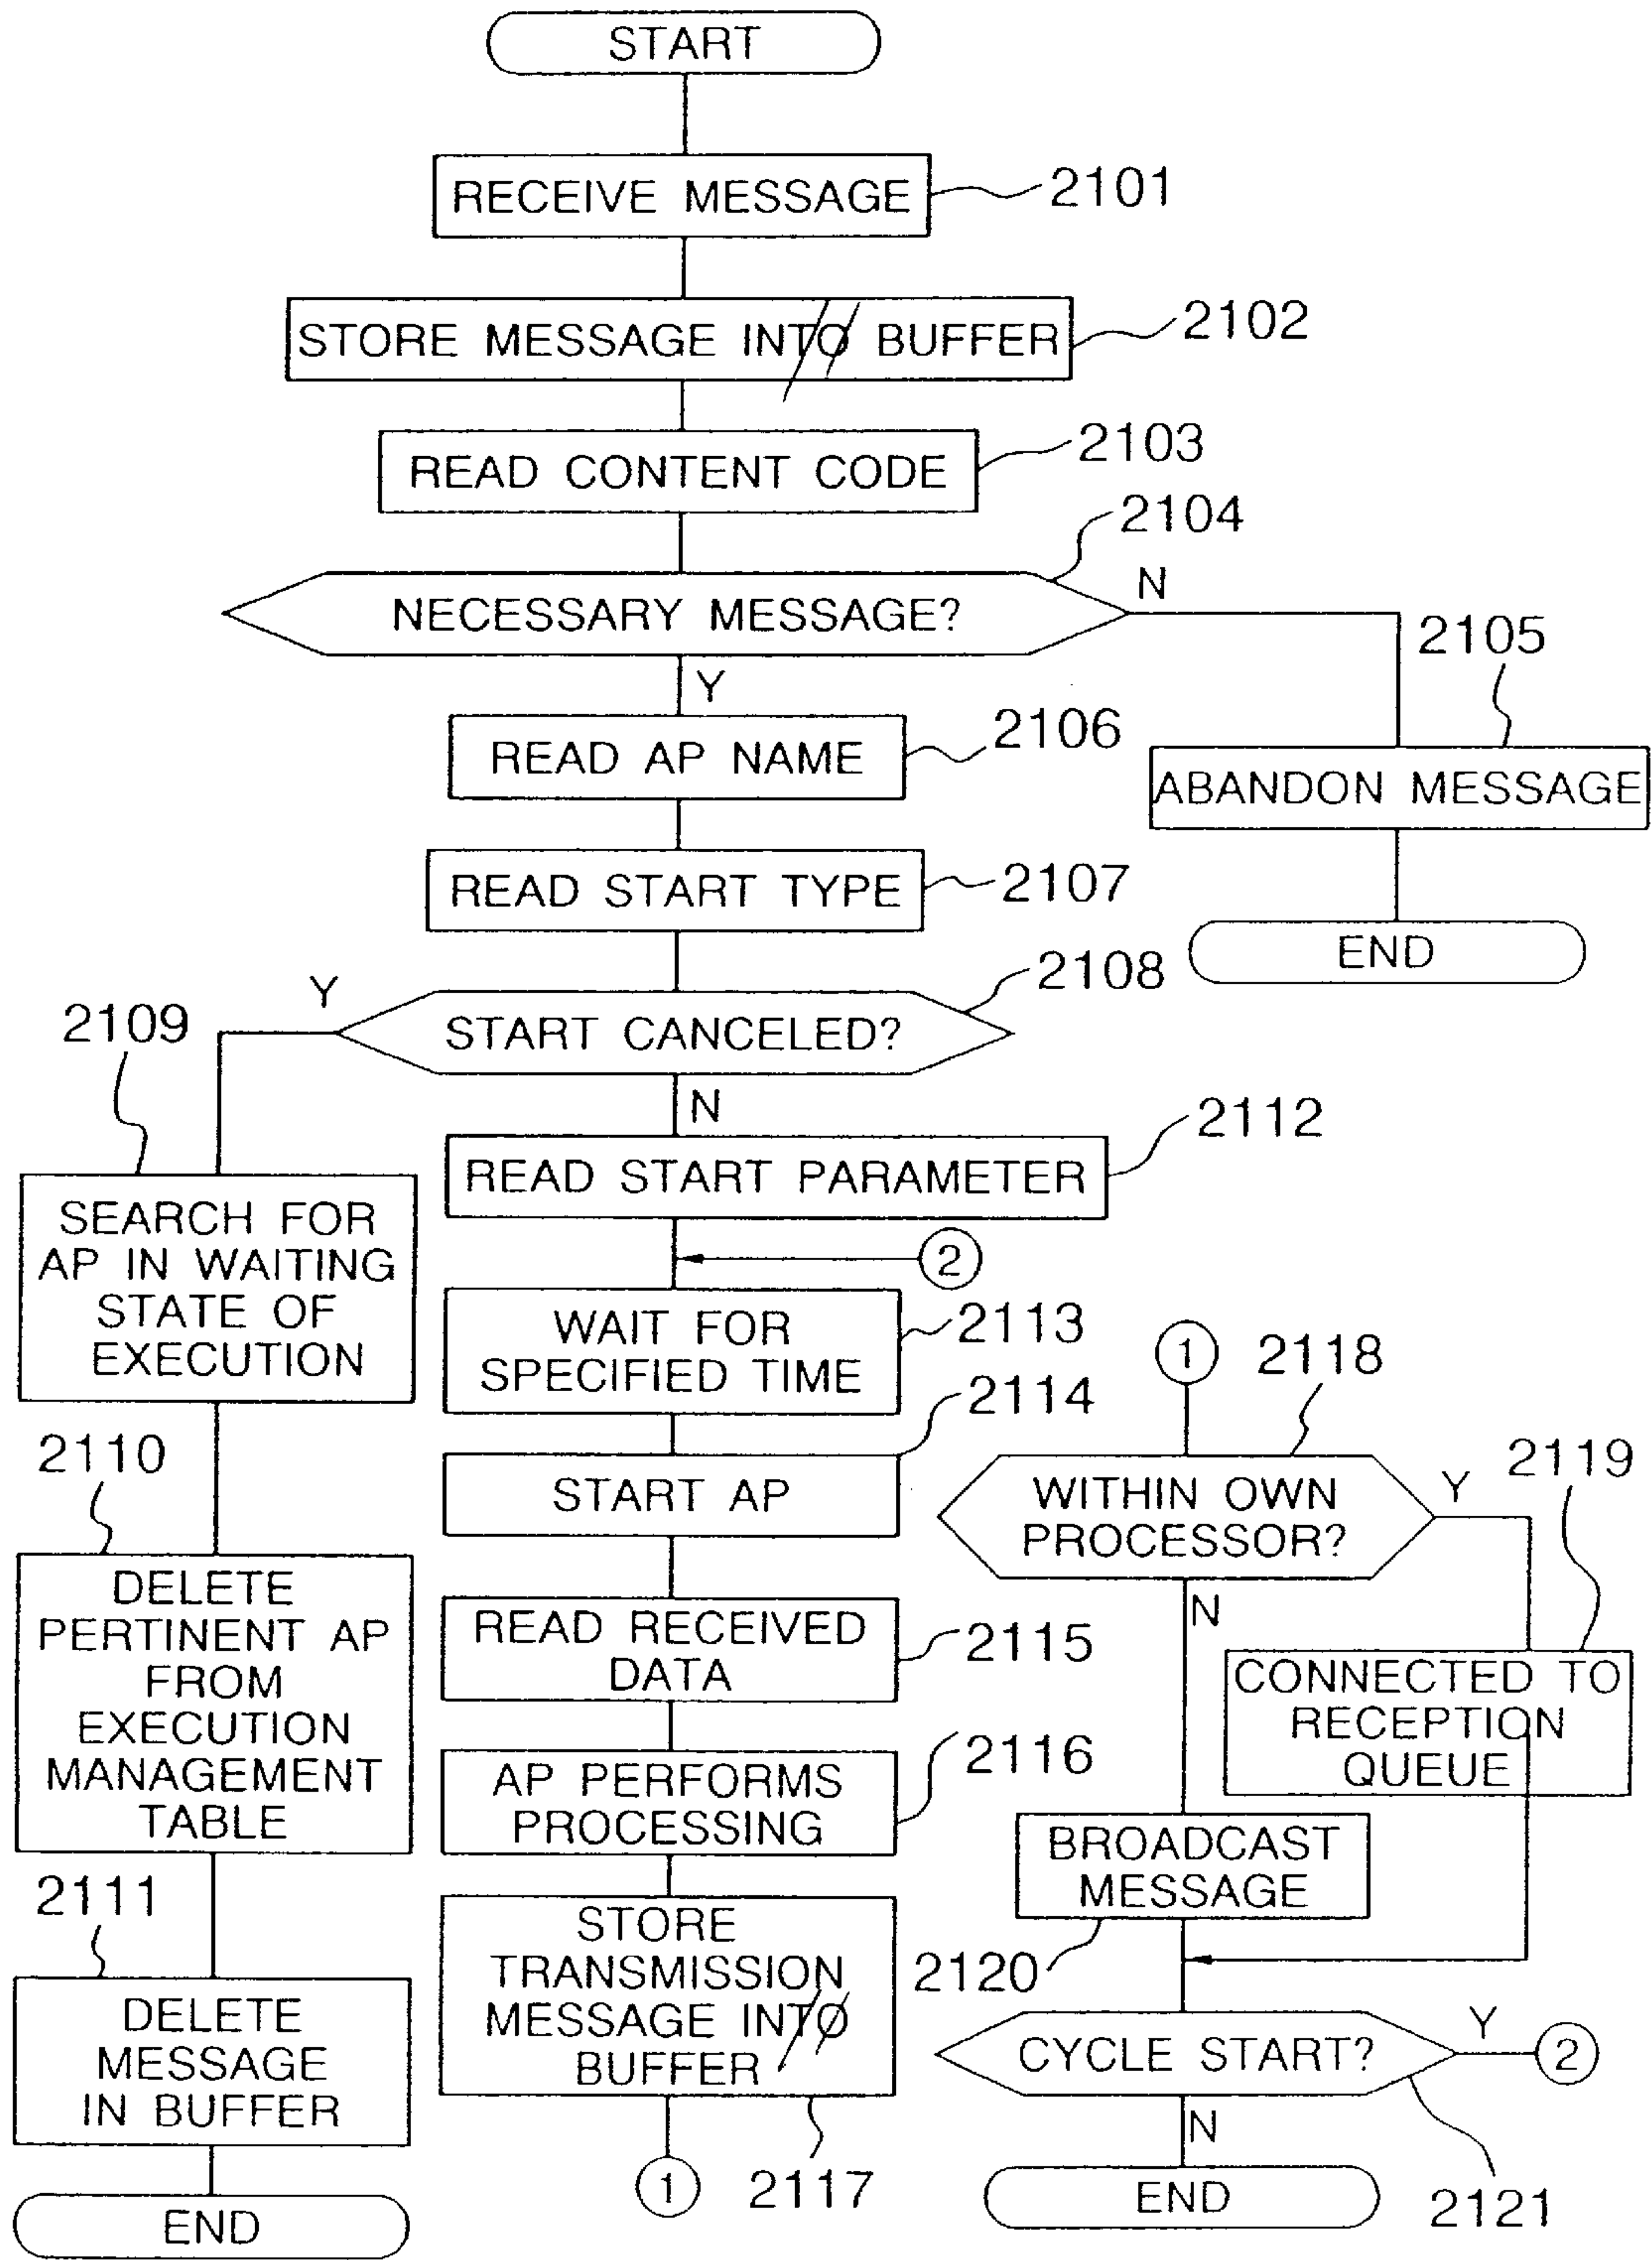 START
RECEIVE MESSAGE
2101
STORE MESSAGE INTO BUFFER
2102
READ CONTENT CODE
2103
2104
NECESSARY MESSAGE?
N
Y
2105
ABANDON MESSAGE
END
READ AP NAME
2106
READ START TYPE
2107
2108
START CANCELED?
Y
N
2109
SEARCH FOR
AP IN WAITING
STATE OF
EXECUTION
2110
DELETE
PERTINENT AP
FROM
EXECUTION
MANAGEMENT
TABLE
2111
DELETE
MESSAGE
IN BUFFER
END
READ START PARAMETER
2112
2
WAIT FOR
SPECIFIED TIME
2113
START AP
2114
READ RECEIVED
DATA
2115
AP PERFORMS
PROCESSING
2116
STORE
TRANSMISSION
MESSAGE INTO
BUFFER
2117
1
1
2118
WITHIN OWN
PROCESSOR?
Y
N
2119
CONNECTED TO
RECEPTION
QUEUE
BROADCAST
MESSAGE
2120
CYCLE START?
Y
2
N
2121
END